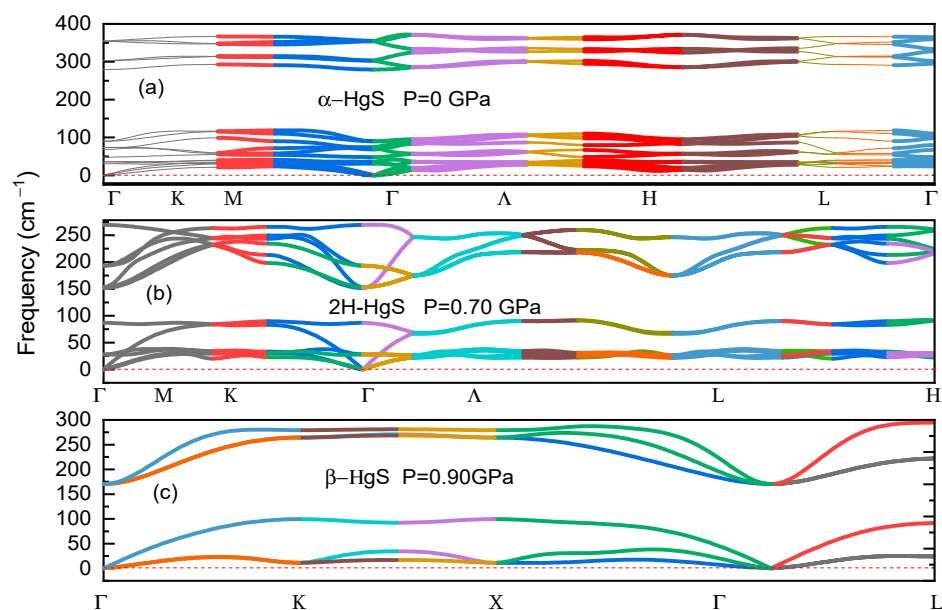 Frequency (cm⁻¹)
400
300
200
100
0
(a)
α–HgS P=0 GPa
Γ K M Γ Λ H L Γ
250
200
150
100
50
0
(b)
2H-HgS P=0.70 GPa
Γ M K Γ Λ L H
300
250
200
150
100
50
0
(c)
β–HgS P=0.90GPa
Γ K X Γ L